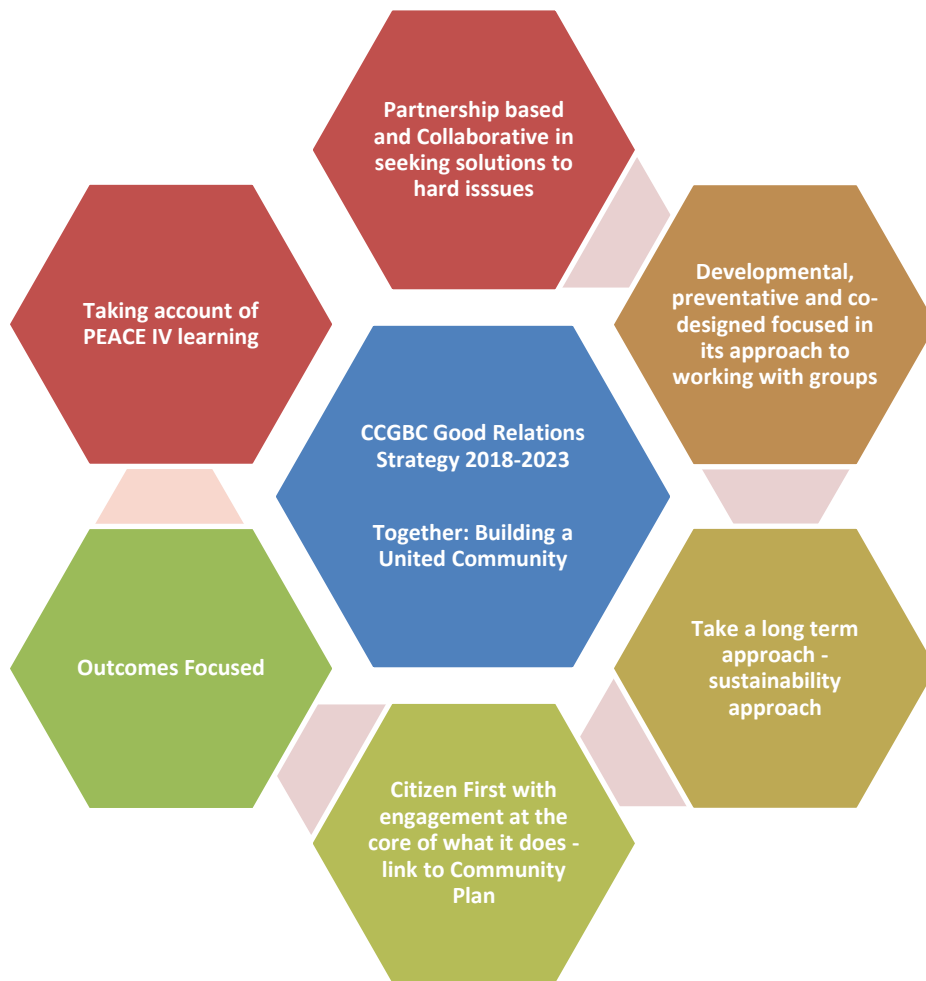 Partnership based
and Collaborative in
seeking solutions to
hard isssues
Developmental,
preventative and co-
designed focused in
its approach to
working with groups
Taking account of
PEACE IV learning
CCGBC Good Relations
Strategy 2018-2023
Together: Building a
United Community
Take a long term
approach -
sustainability
approach
Outcomes Focused
Citizen First with
engagement at the
core of what it does -
link to Community
Plan